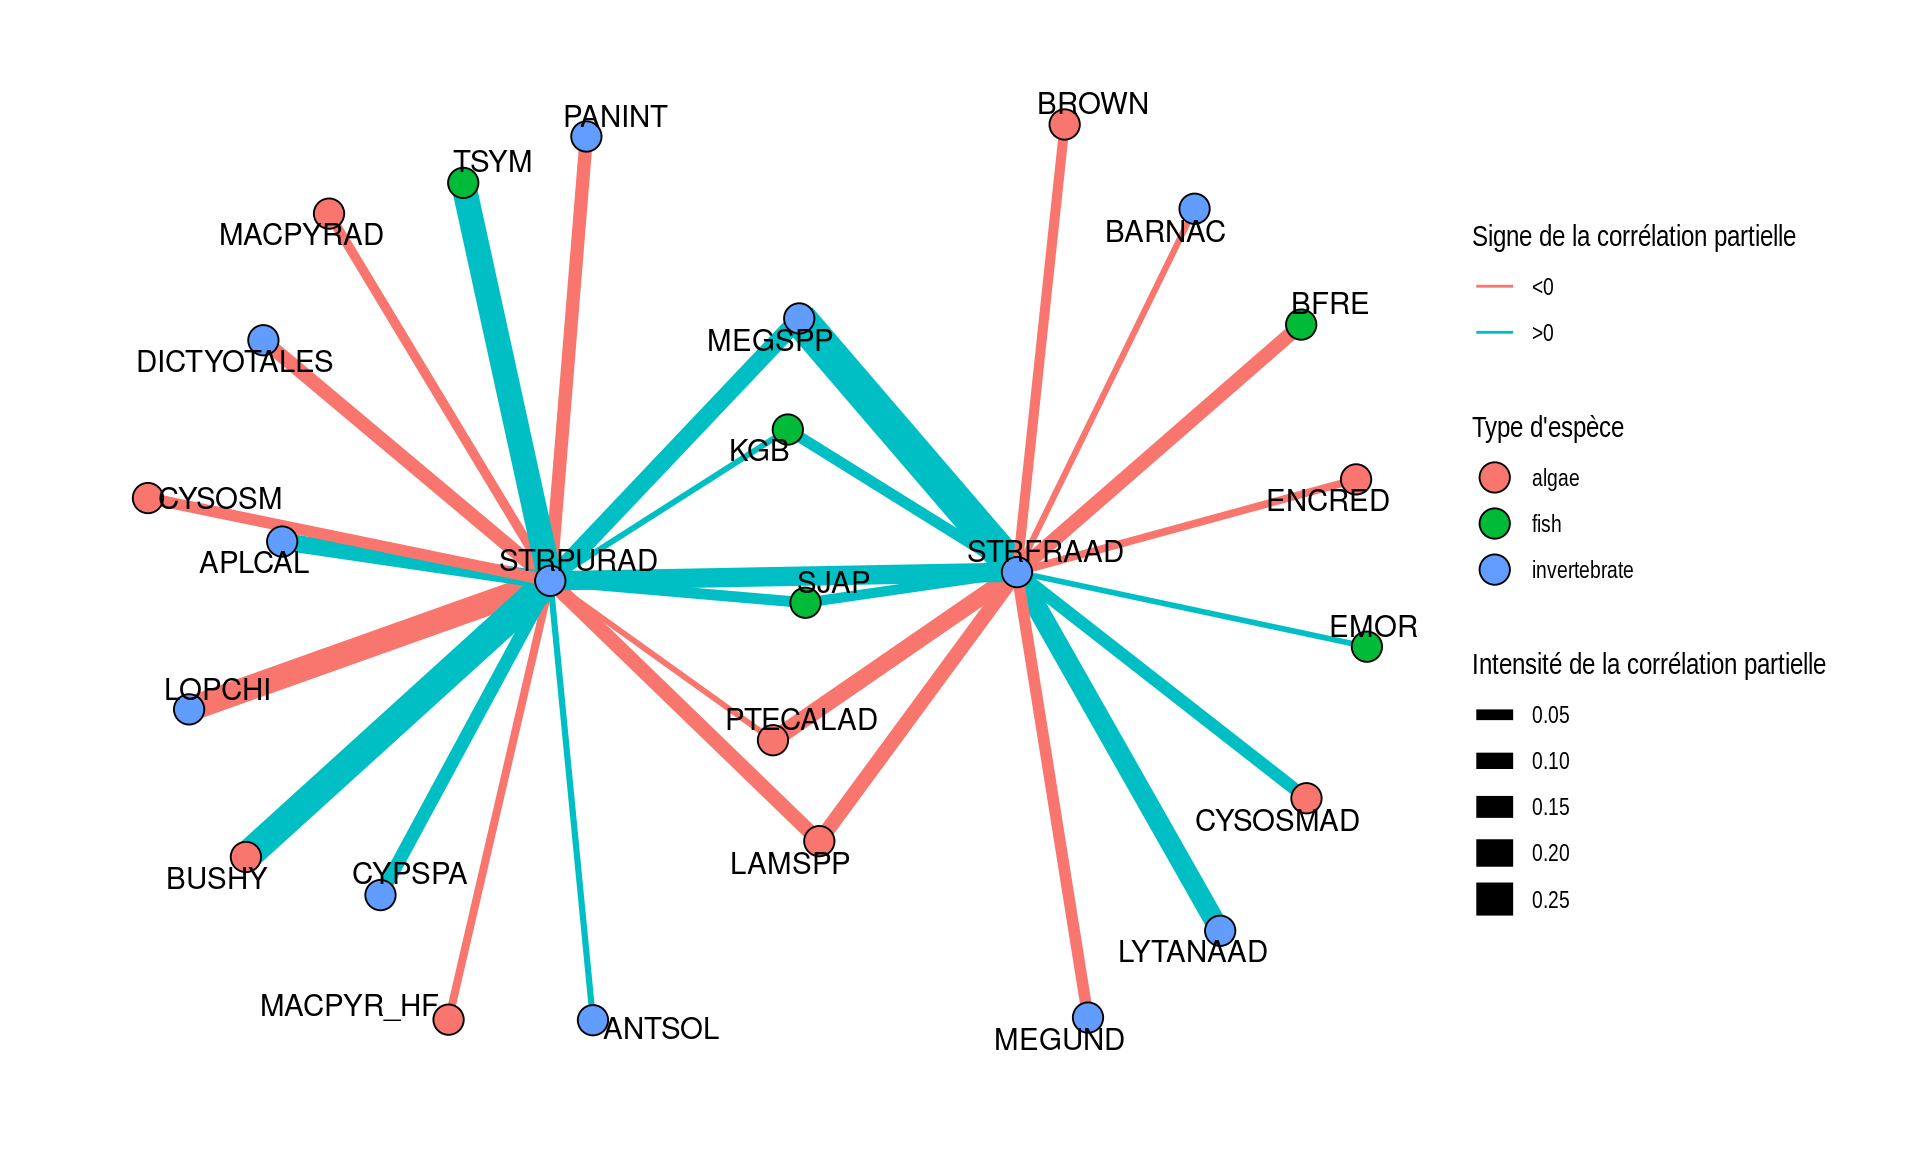 BROWN
PANINT
TSYM
MACPYRAD
BARNAC
BFRE
MEGSPP
DICTYOTALES
KGB
CYSOSM
ENCRED
APLCAL
STRPURAD
STRFRAAD
SJAP
EMOR
LOPCHI
PTECALAD
CYSOSMAD
LAMSPP
BUSHY
CYPSPA
LYTANAAD
MACPYR_HF
ANTSOL
MEGUND
Signe de la corrélation partielle
<0
>0
Type d'espèce
algae
fish
invertebrate
Intensité de la corrélation partielle
0.05
0.10
0.15
0.20
0.25